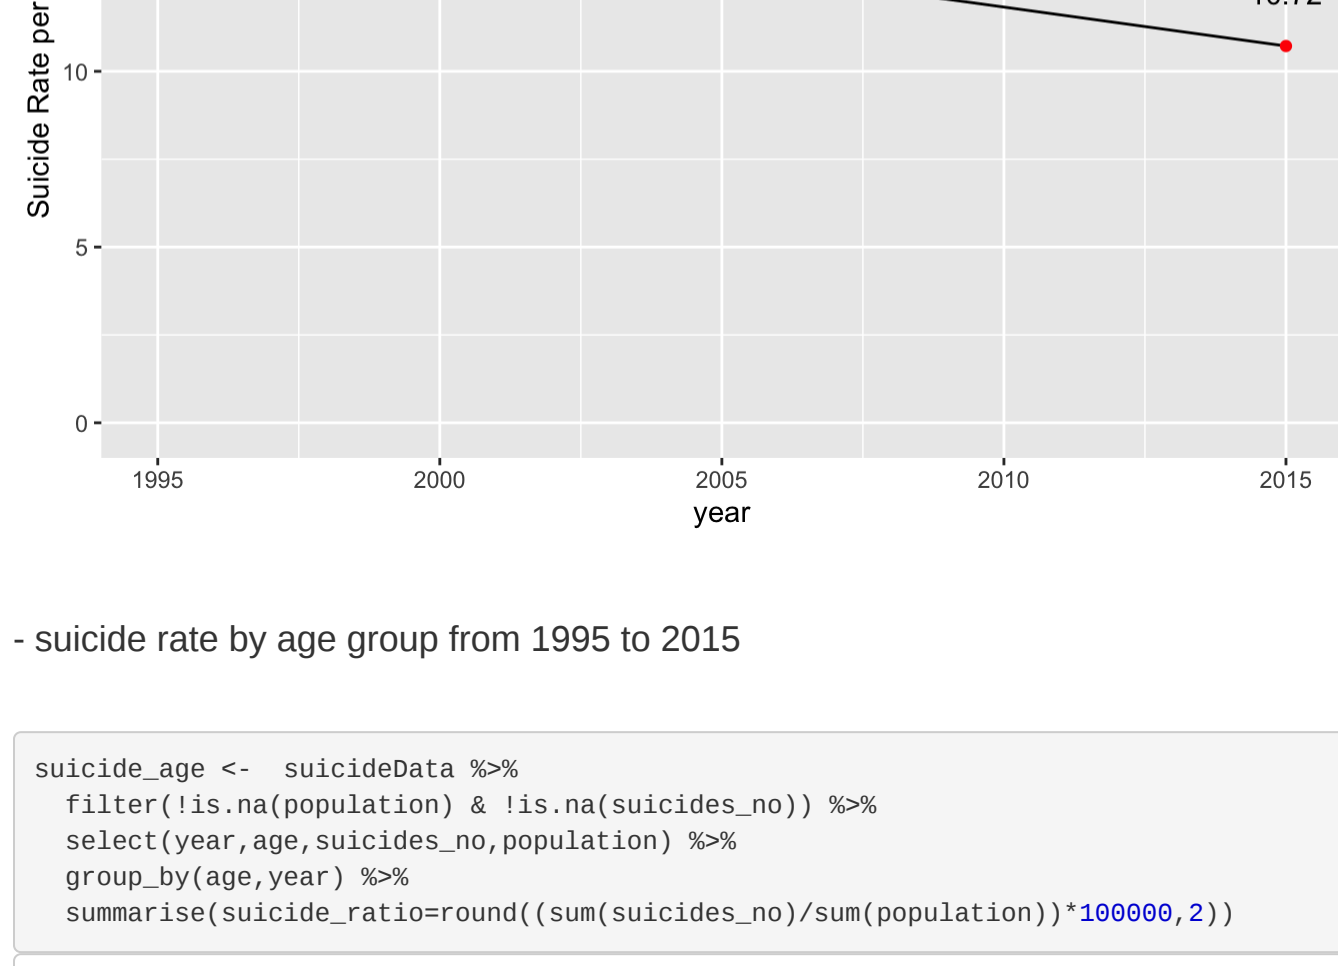 Suicide Rate per
10
5
0
1995 2000 2005 2010 2015
year
- suicide rate by age group from 1995 to 2015
suicide_age <-  suicideData %>%
  filter(!is.na(population) & !is.na(suicides_no)) %>%
  select(year,age,suicides_no,population) %>%
  group_by(age,year) %>%
  summarise(suicide_ratio=round((sum(suicides_no)/sum(population))*100000,2))